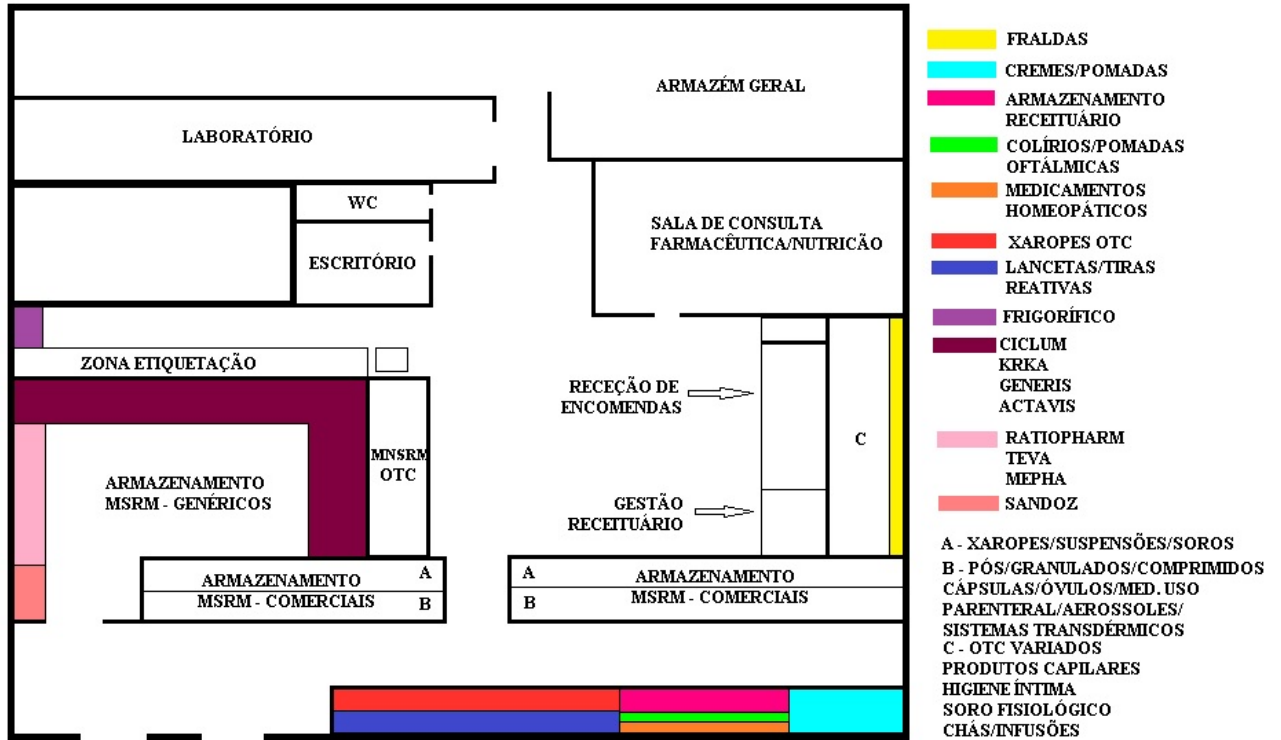 ARMAZÉM GERAL
LABORATÓRIO
WC
SALA DE CONSULTA
FARMACÊUTICA/NUTRICÃO
ESCRITÓRIO
ZONA ETIQUETAÇÃO
RECEÇÃO DE
ENCOMENDAS
C
MNSRM
OTC
ARMAZENAMENTO
MSRM - GENÉRICOS
GESTÃO
RECEITUÁRIO
ARMAZENAMENTO A
MSRM - COMERCIAIS B
A ARMAZENAMENTO
B MSRM - COMERCIAIS
FRALDAS
CREMES/POMADAS
ARMAZENAMENTO
RECEITUÁRIO
COLÍRIOS/POMADAS
OFTÁLMICAS
MEDICAMENTOS
HOMEOPÁTICOS
XAROPES OTC
LANCETAS/TIRAS
REATIVAS
FRIGORÍFICO
CICLUM
KRKA
GENERIS
ACTAVIS
RATIOPHARM
TEVA
MEPHA
SANDOZ
A - XAROPES/SUSPENSÕES/SOROS
B - PÓS/GRANULADOS/COMPRIMIDOS
CÁPSULAS/ÓVULOS/MED. USO
PARENTERAL/AEROSSOLES/
SISTEMAS TRANSDÉRMICOS
C - OTC VARIADOS
PRODUTOS CAPILARES
HIGIENE ÍNTIMA
SORO FISIOLÓGICO
CHÁS/INFUSÕES